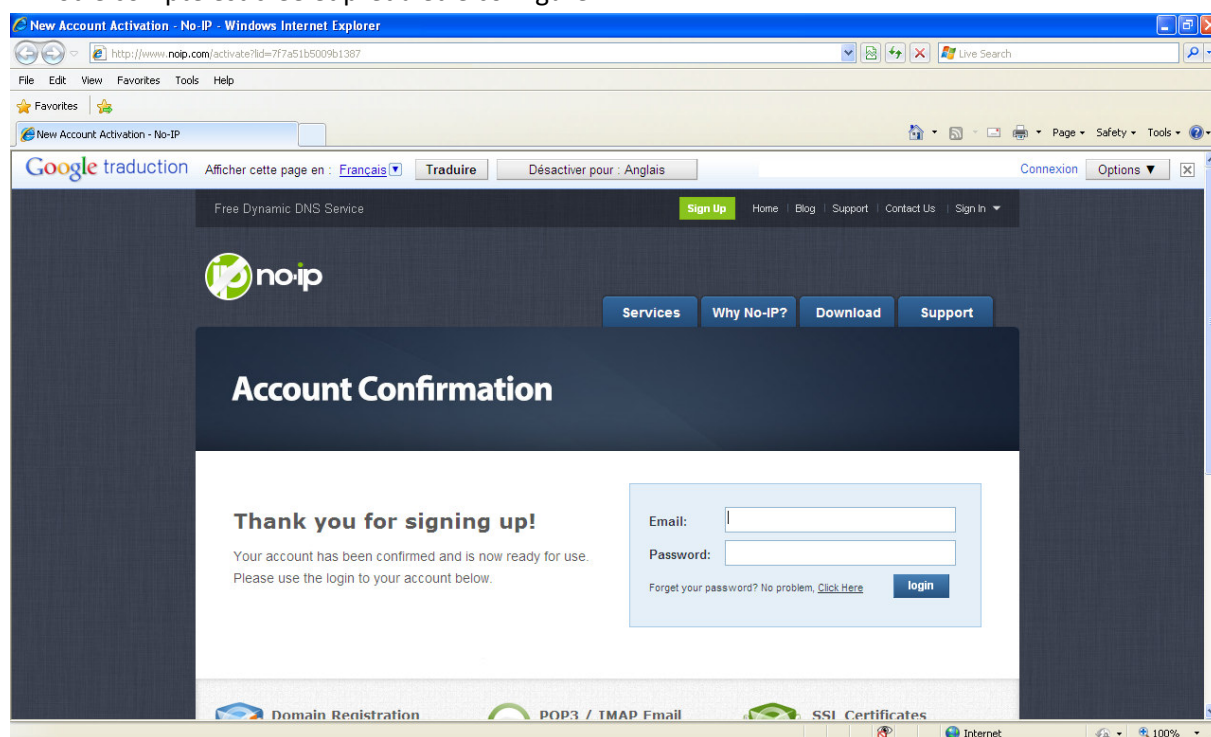 New Account Activation - No-IP - Windows Internet Explorer
http://www.noip.com/activate?lid=7f7a51b5009b1387
Live Search
File Edit View Favorites Tools Help
Favorites
New Account Activation - No-IP
Page Safety Tools
Google traduction Afficher cette page en : Français Traduire Désactiver pour : Anglais Connexion Options ▼
Free Dynamic DNS Service Sign Up Home | Blog | Support | Contact Us | Sign In
no-ip
Services Why No-IP? Download Support
Account Confirmation
Thank you for signing up!
Your account has been confirmed and is now ready for use.
Please use the login to your account below.
Email:
Password:
Forget your password? No problem, Click Here login
Domain Registration POP3 / IMAP Email SSL Certificates
Internet 100%